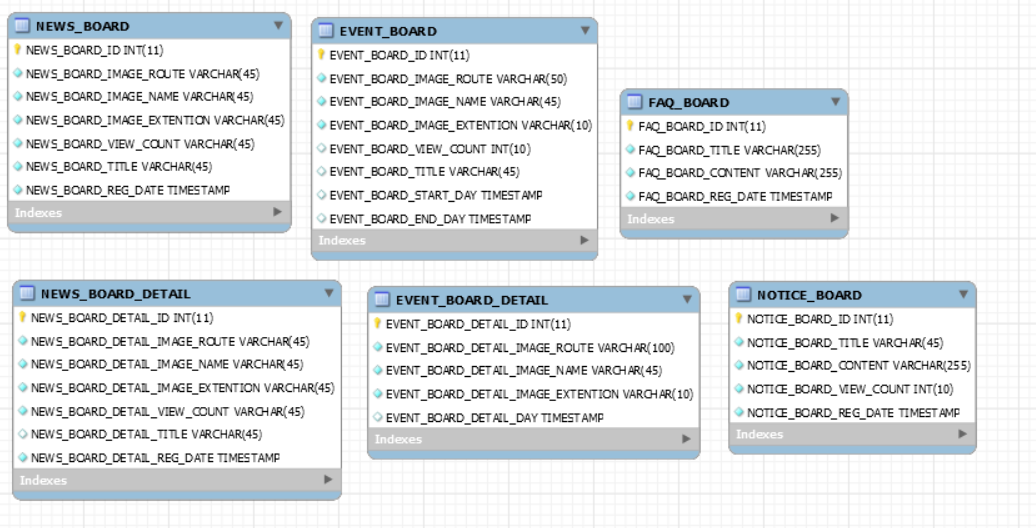 NEWS_BOARD
NEWS_BOARD_ID INT(11)
NEWS_BOARD_IMAGE_ROUTE VARCHAR(45)
NEWS_BOARD_IMAGE_NAME VARCHAR(45)
NEWS_BOARD_IMAGE_EXTENTION VARCHAR(45)
NEWS_BOARD_VIEW_COUNT VARCHAR(45)
NEWS_BOARD_TITLE VARCHAR(45)
NEWS_BOARD_REG_DATE TIMESTAMP
Indexes
EVENT_BOARD
EVENT_BOARD_ID INT(11)
EVENT_BOARD_IMAGE_ROUTE VARCHAR(50)
EVENT_BOARD_IMAGE_NAME VARCHAR(45)
EVENT_BOARD_IMAGE_EXTENTION VARCHAR(10)
EVENT_BOARD_VIEW_COUNT INT(10)
EVENT_BOARD_TITLE VARCHAR(45)
EVENT_BOARD_START_DAY TIMESTAMP
EVENT_BOARD_END_DAY TIMESTAMP
Indexes
FAQ_BOARD
FAQ_BOARD_ID INT(11)
FAQ_BOARD_TITLE VARCHAR(255)
FAQ_BOARD_CONTENT VARCHAR(255)
FAQ_BOARD_REG_DATE TIMESTAMP
Indexes
NEWS_BOARD_DETAIL
NEWS_BOARD_DETAIL_ID INT(11)
NEWS_BOARD_DETAIL_IMAGE_ROUTE VARCHAR(45)
NEWS_BOARD_DETAIL_IMAGE_NAME VARCHAR(45)
NEWS_BOARD_DETAIL_IMAGE_EXTENTION VARCHAR(45)
NEWS_BOARD_DETAIL_VIEW_COUNT VARCHAR(45)
NEWS_BOARD_DETAIL_TITLE VARCHAR(45)
NEWS_BOARD_DETAIL_REG_DATE TIMESTAMP
Indexes
EVENT_BOARD_DETAIL
EVENT_BOARD_DETAIL_ID INT(11)
EVENT_BOARD_DETAIL_IMAGE_ROUTE VARCHAR(100)
EVENT_BOARD_DETAIL_IMAGE_NAME VARCHAR(45)
EVENT_BOARD_DETAIL_IMAGE_EXTENTION VARCHAR(10)
EVENT_BOARD_DETAIL_DAY TIMESTAMP
Indexes
NOTICE_BOARD
NOTICE_BOARD_ID INT(11)
NOTICE_BOARD_TITLE VARCHAR(45)
NOTICE_BOARD_CONTENT VARCHAR(255)
NOTICE_BOARD_VIEW_COUNT INT(10)
NOTICE_BOARD_REG_DATE TIMESTAMP
Indexes